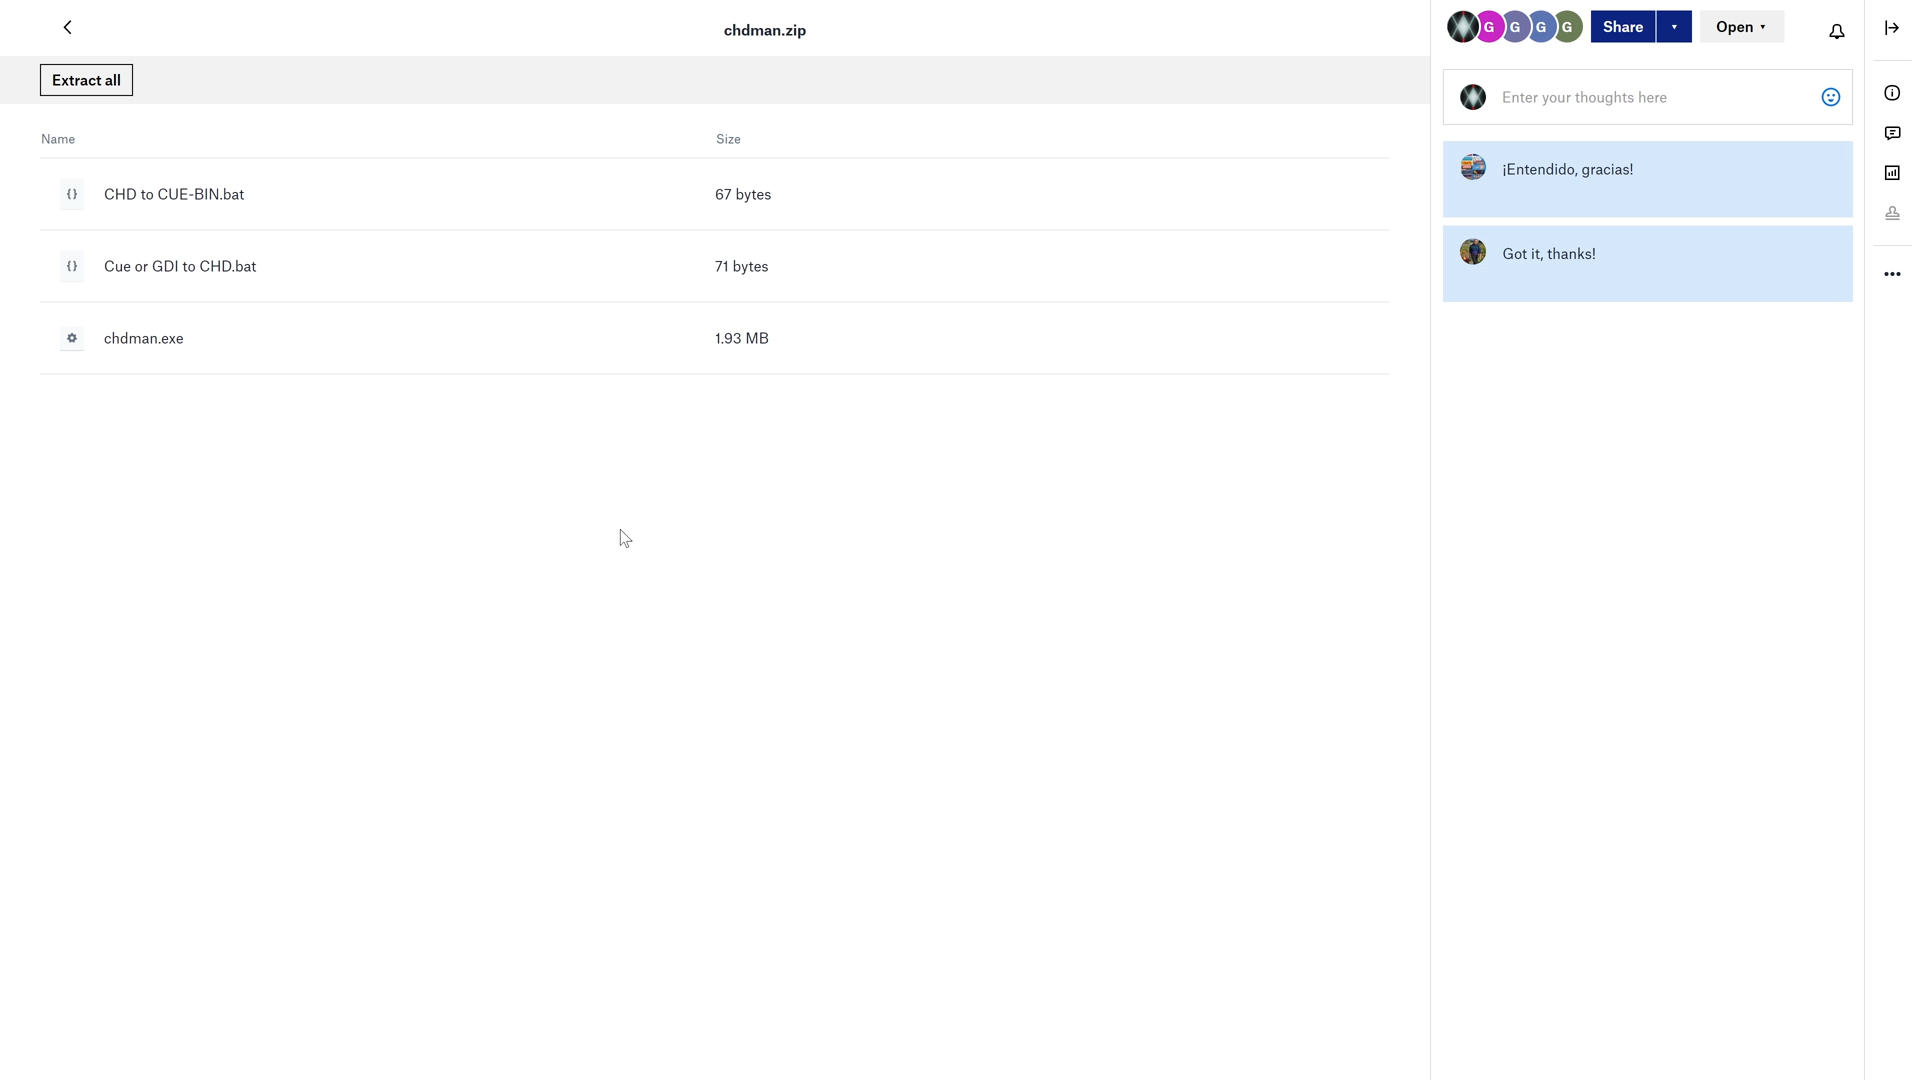 chdman.zip
Extract all
Name Size
CHD to CUE-BIN.bat 67 bytes
Cue or GDI to CHD.bat 71 bytes
chdman.exe 1.93 MB
G G G G Share Open
Enter your thoughts here
¡Entendido, gracias!
Got it, thanks!